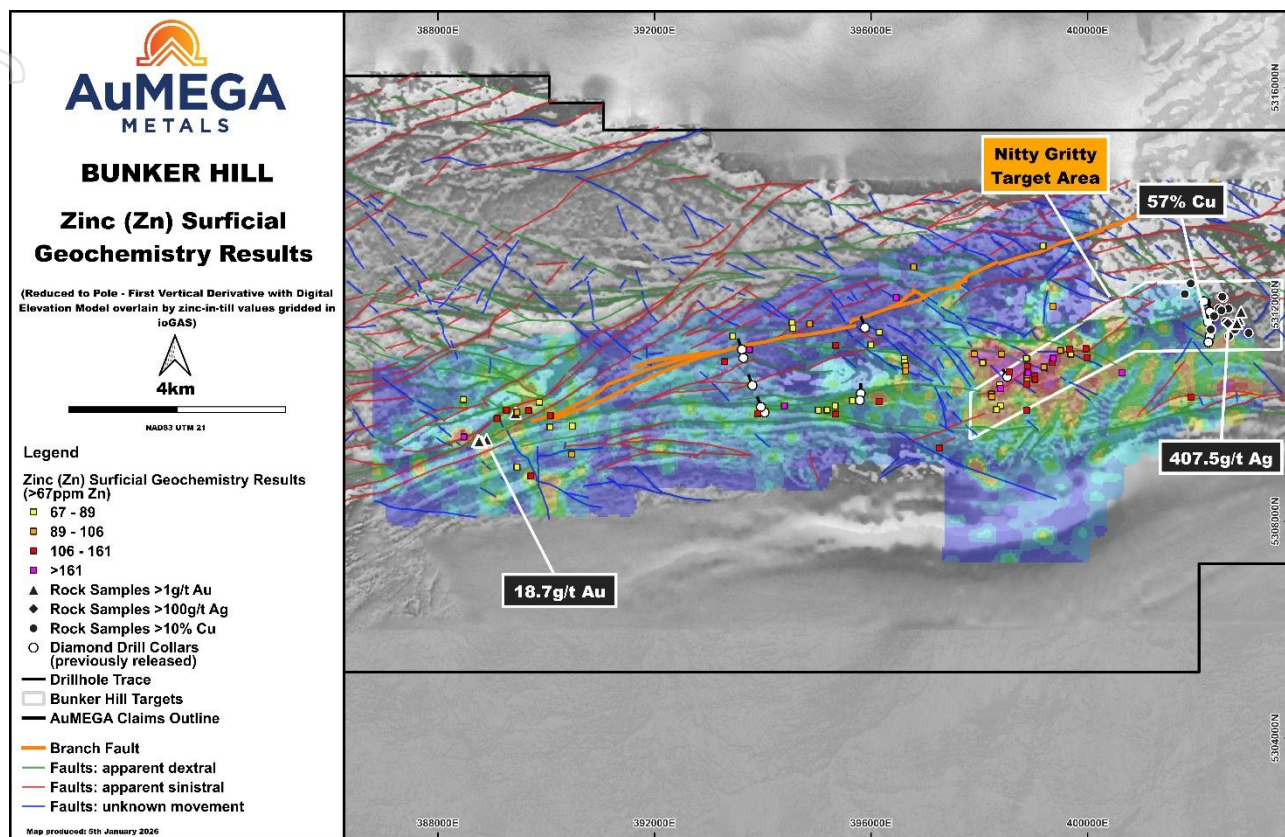 AuMEGA
METALS
BUNKER HILL
Zinc (Zn) Surficial
Geochemistry Results
(Reduced to Pole - First Vertical Derivative with Digital
Elevation Model overlain by zinc-in-till values gridded in
ioGAS)
4km
NAD83 UTM 21
Legend
Zinc (Zn) Surficial Geochemistry Results
(>67ppm Zn)
67 - 89
89 - 106
106 - 161
>161
Rock Samples >1g/t Au
Rock Samples >100g/t Ag
Rock Samples >10% Cu
Diamond Drill Collars
(previously released)
Drillhole Trace
Bunker Hill Targets
AuMEGA Claims Outline
Branch Fault
Faults: apparent dextral
Faults: apparent sinistral
Faults: unknown movement
Map produced: 5th January 2026
388000E
392000E
396000E
400000E
5316000N
Nitty Gritty
Target Area
57% Cu
5312000N
407.5g/t Ag
5308000N
18.7g/t Au
5304000N
388000E
392000E
396000E
400000E